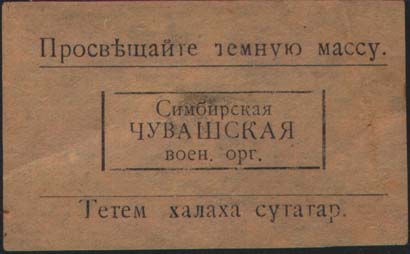 Просвѣщайте темную массу.
Симбирская
ЧУВАШСКАЯ
воен. орг.
Тетем халаха сутатар.